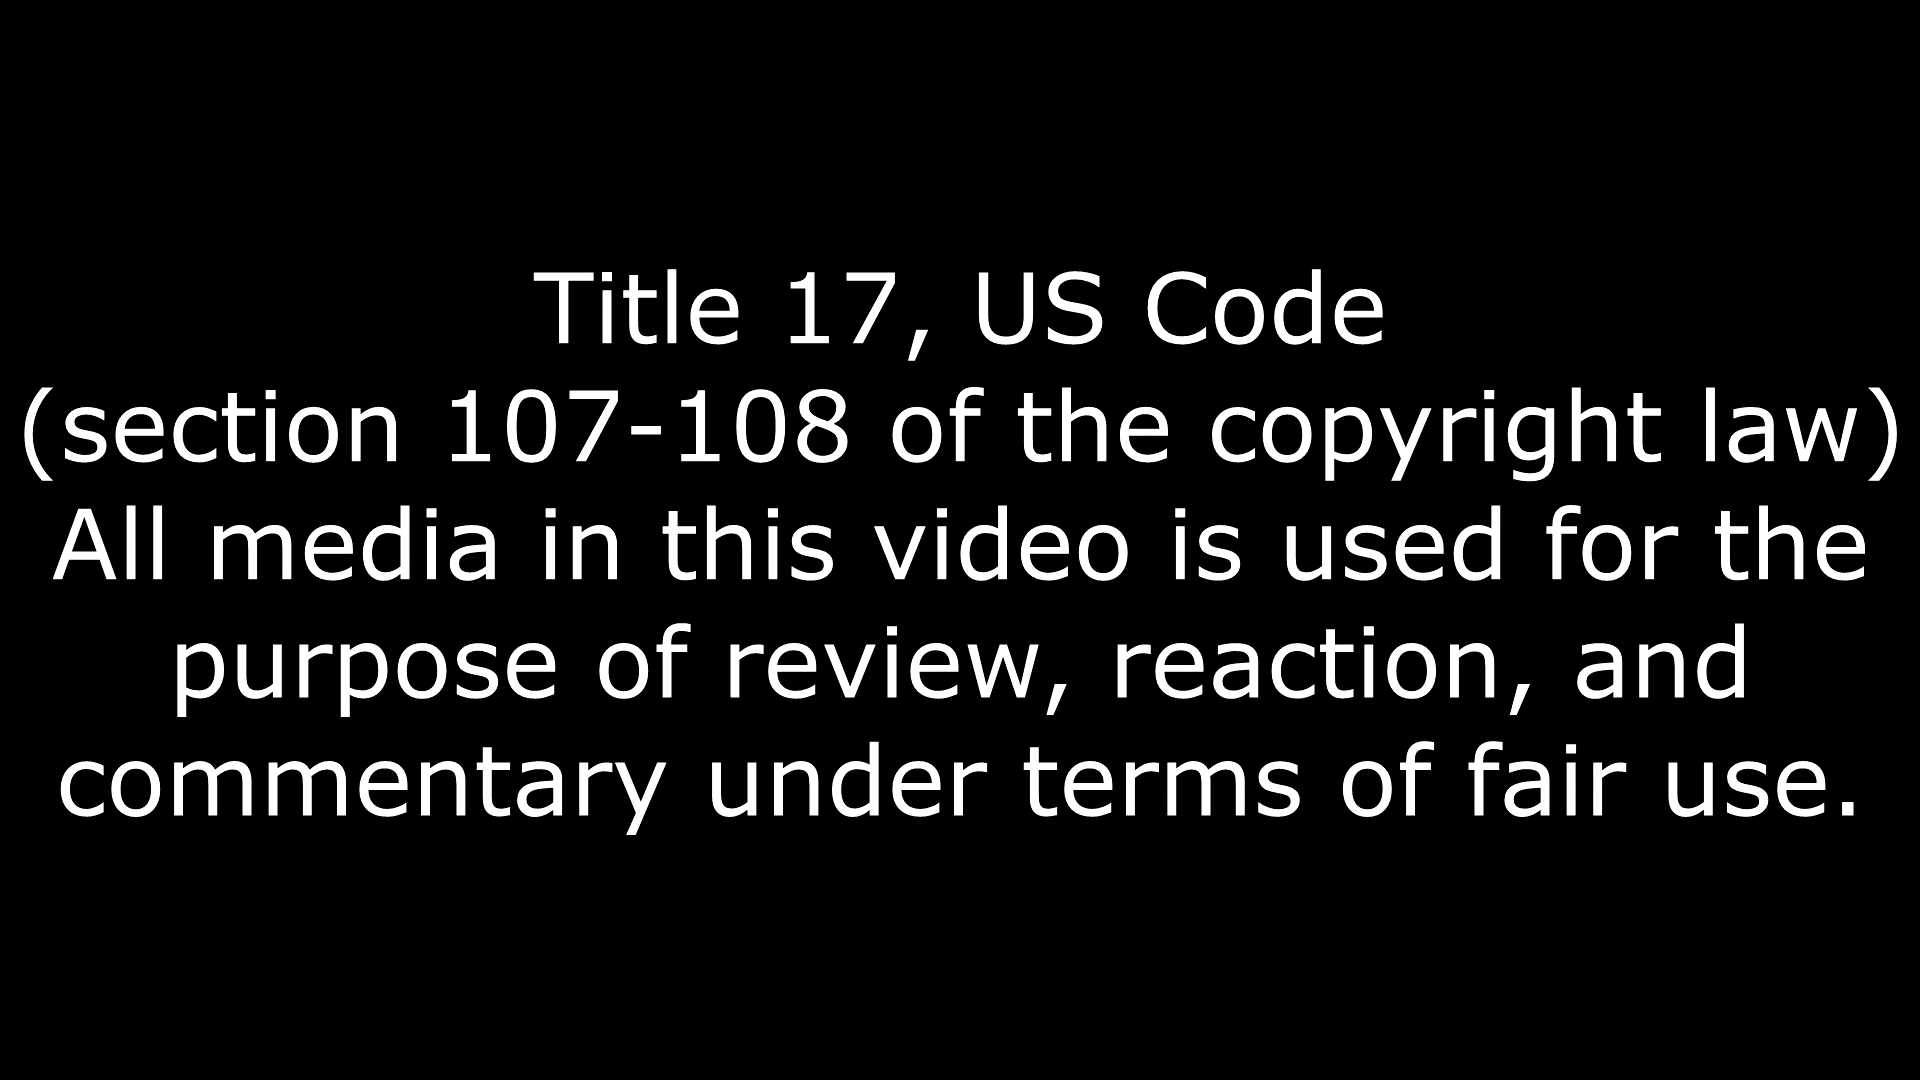 Title 17, US Code
(section 107-108 of the copyright law)
All media in this video is used for the
purpose of review, reaction, and
commentary under terms of fair use.